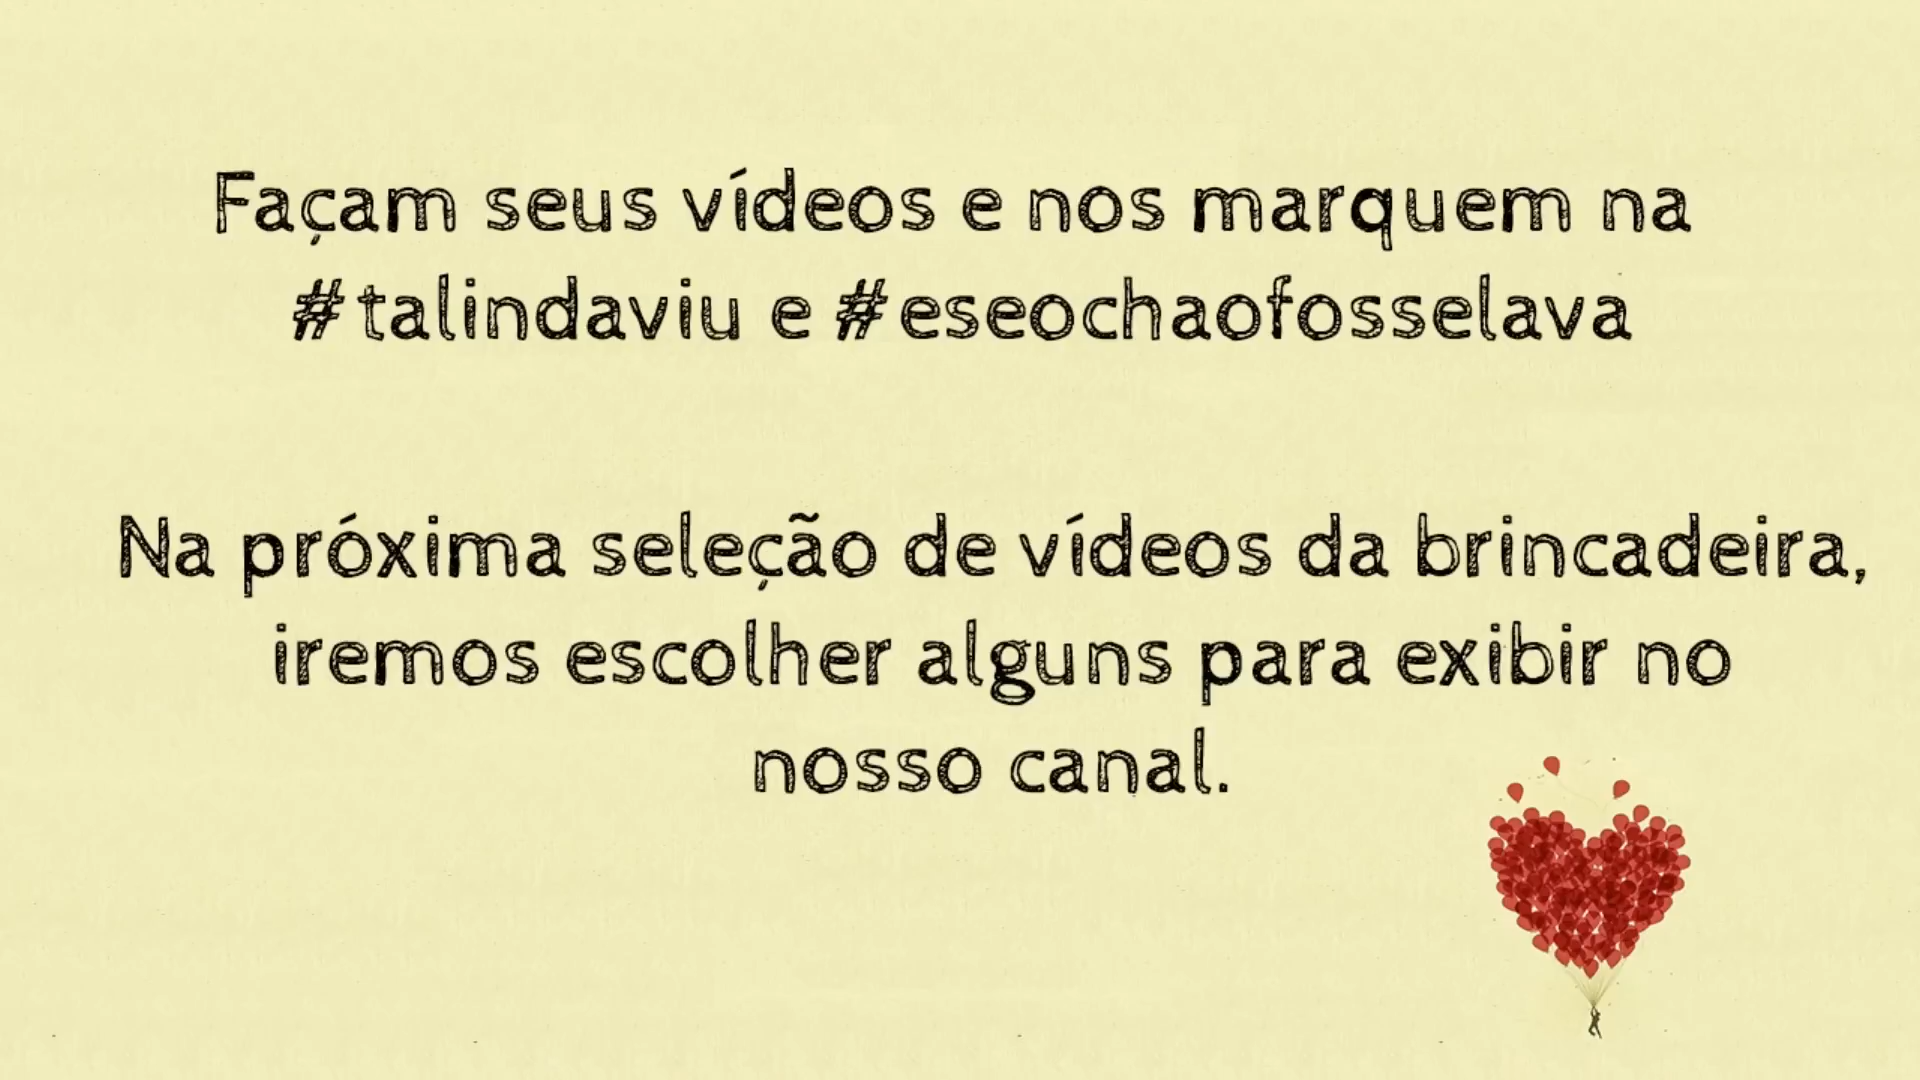 Façam seus vídeos e nos marquem na
#talindaviu e #eseochaofosselava
Na próxima seleção de vídeos da brincadeira,
iremos escolher alguns para exibir no
nosso canal.